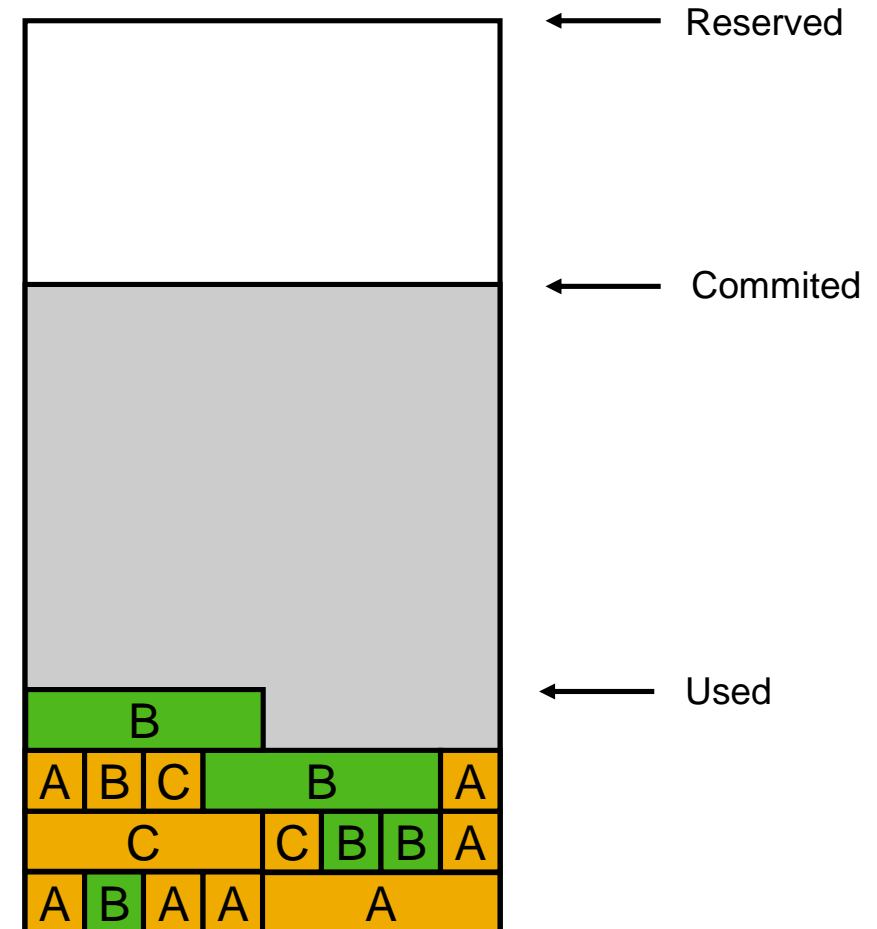 Reserved
Commited
Used
B
A B C B A
C C B B A
A B A A A